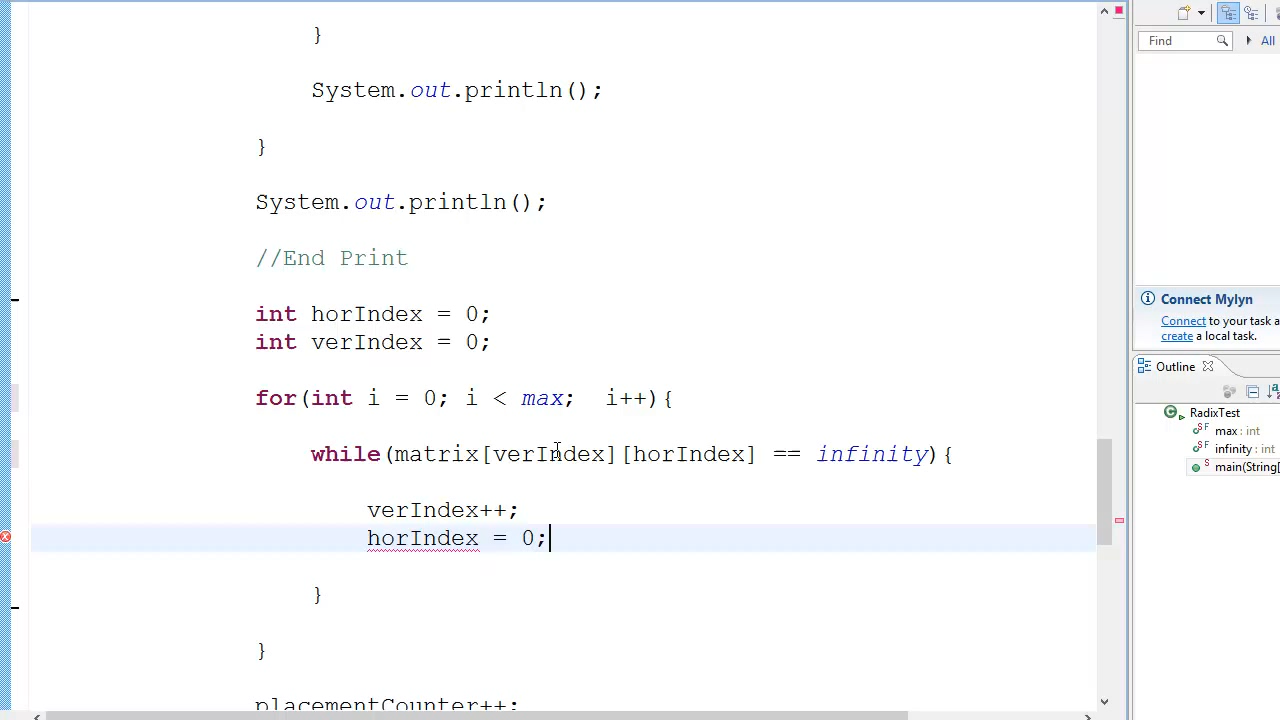 }
System.out.println();
}
System.out.println();
//End Print
int horIndex = 0;
int verIndex = 0;
for(int i = 0; i < max;  i++){
while(matrix[verIndex][horIndex] == infinity){
verIndex++;
horIndex = 0;
}
}
placementCounter++;
Find
All
Connect Mylyn
Connect to your task a
create a local task.
Outline
RadixTest
max : int
infinity : int
main(String[